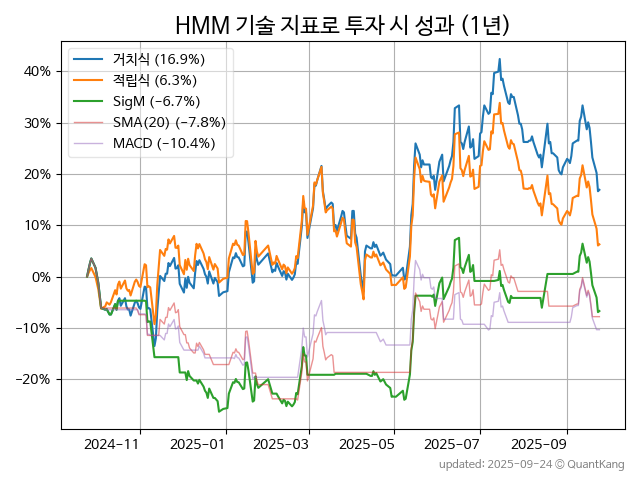 HMM 기술 지표로 투자 시 성과 (1년)
거치식 (16.9%)
적립식 (6.3%)
SigM (−6.7%)
SMA(20) (−7.8%)
MACD (−10.4%)
40%
30%
20%
10%
0%
−10%
−20%
2024-11 2025-01 2025-03 2025-05 2025-07 2025-09
updated: 2025-09-24 © QuantKang